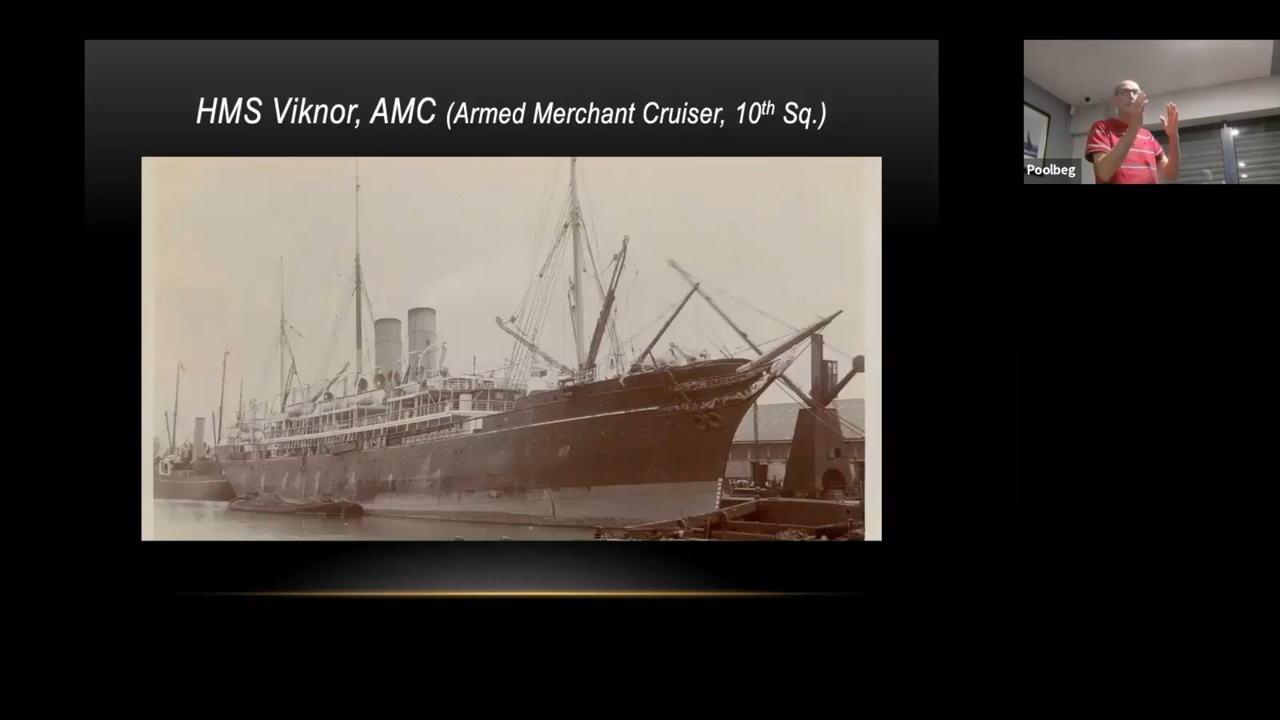 HMS Viknor, AMC (Armed Merchant Cruiser, 10th Sq.)
Poolbeg